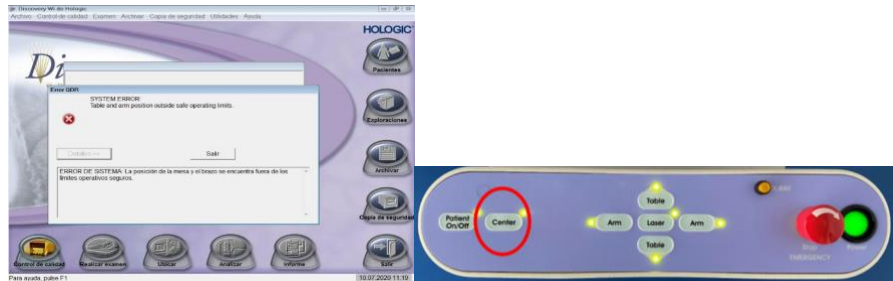 Discovery Wi de Hologic
Archivo Control de calidad Examen Archivar Copia de seguridad Utilidades Ayuda
HOLOGIC
Di
Pacientes
Error QDR
SYSTEM ERROR:
Table and arm position outside safe operating limits.
Exploraciones
Detalles
Salir
ERROR DE SISTEMA: La posición de la mesa y el brazo se encuentra fuera de los
límites operativos seguros.
Archivar
Copia de seguridad
Control de calidad
Realizar examen
Utilizar
Analizar
Informe
Salir
Para ayuda, pulse F1
10.07.2020 11:10
Patient
On/Off
Center
Table
Arm
Laser
Arm
Table
Laser
Stop
EMERGENCY
Power